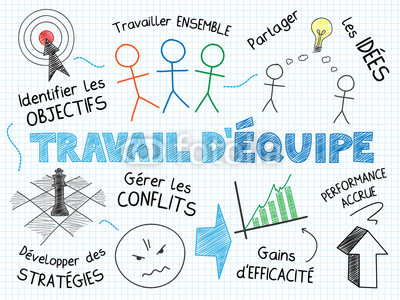 Travailler ENSEMBLE
Partager
les IDÉES
Identifier les
OBJECTIFS
TRAVAIL D'ÉQUIPE
Gérer les
CONFLITS
PERFORMANCE
ACCRUE
Développer des
STRATÉGIES
Gains
d'EFFICACITÉ